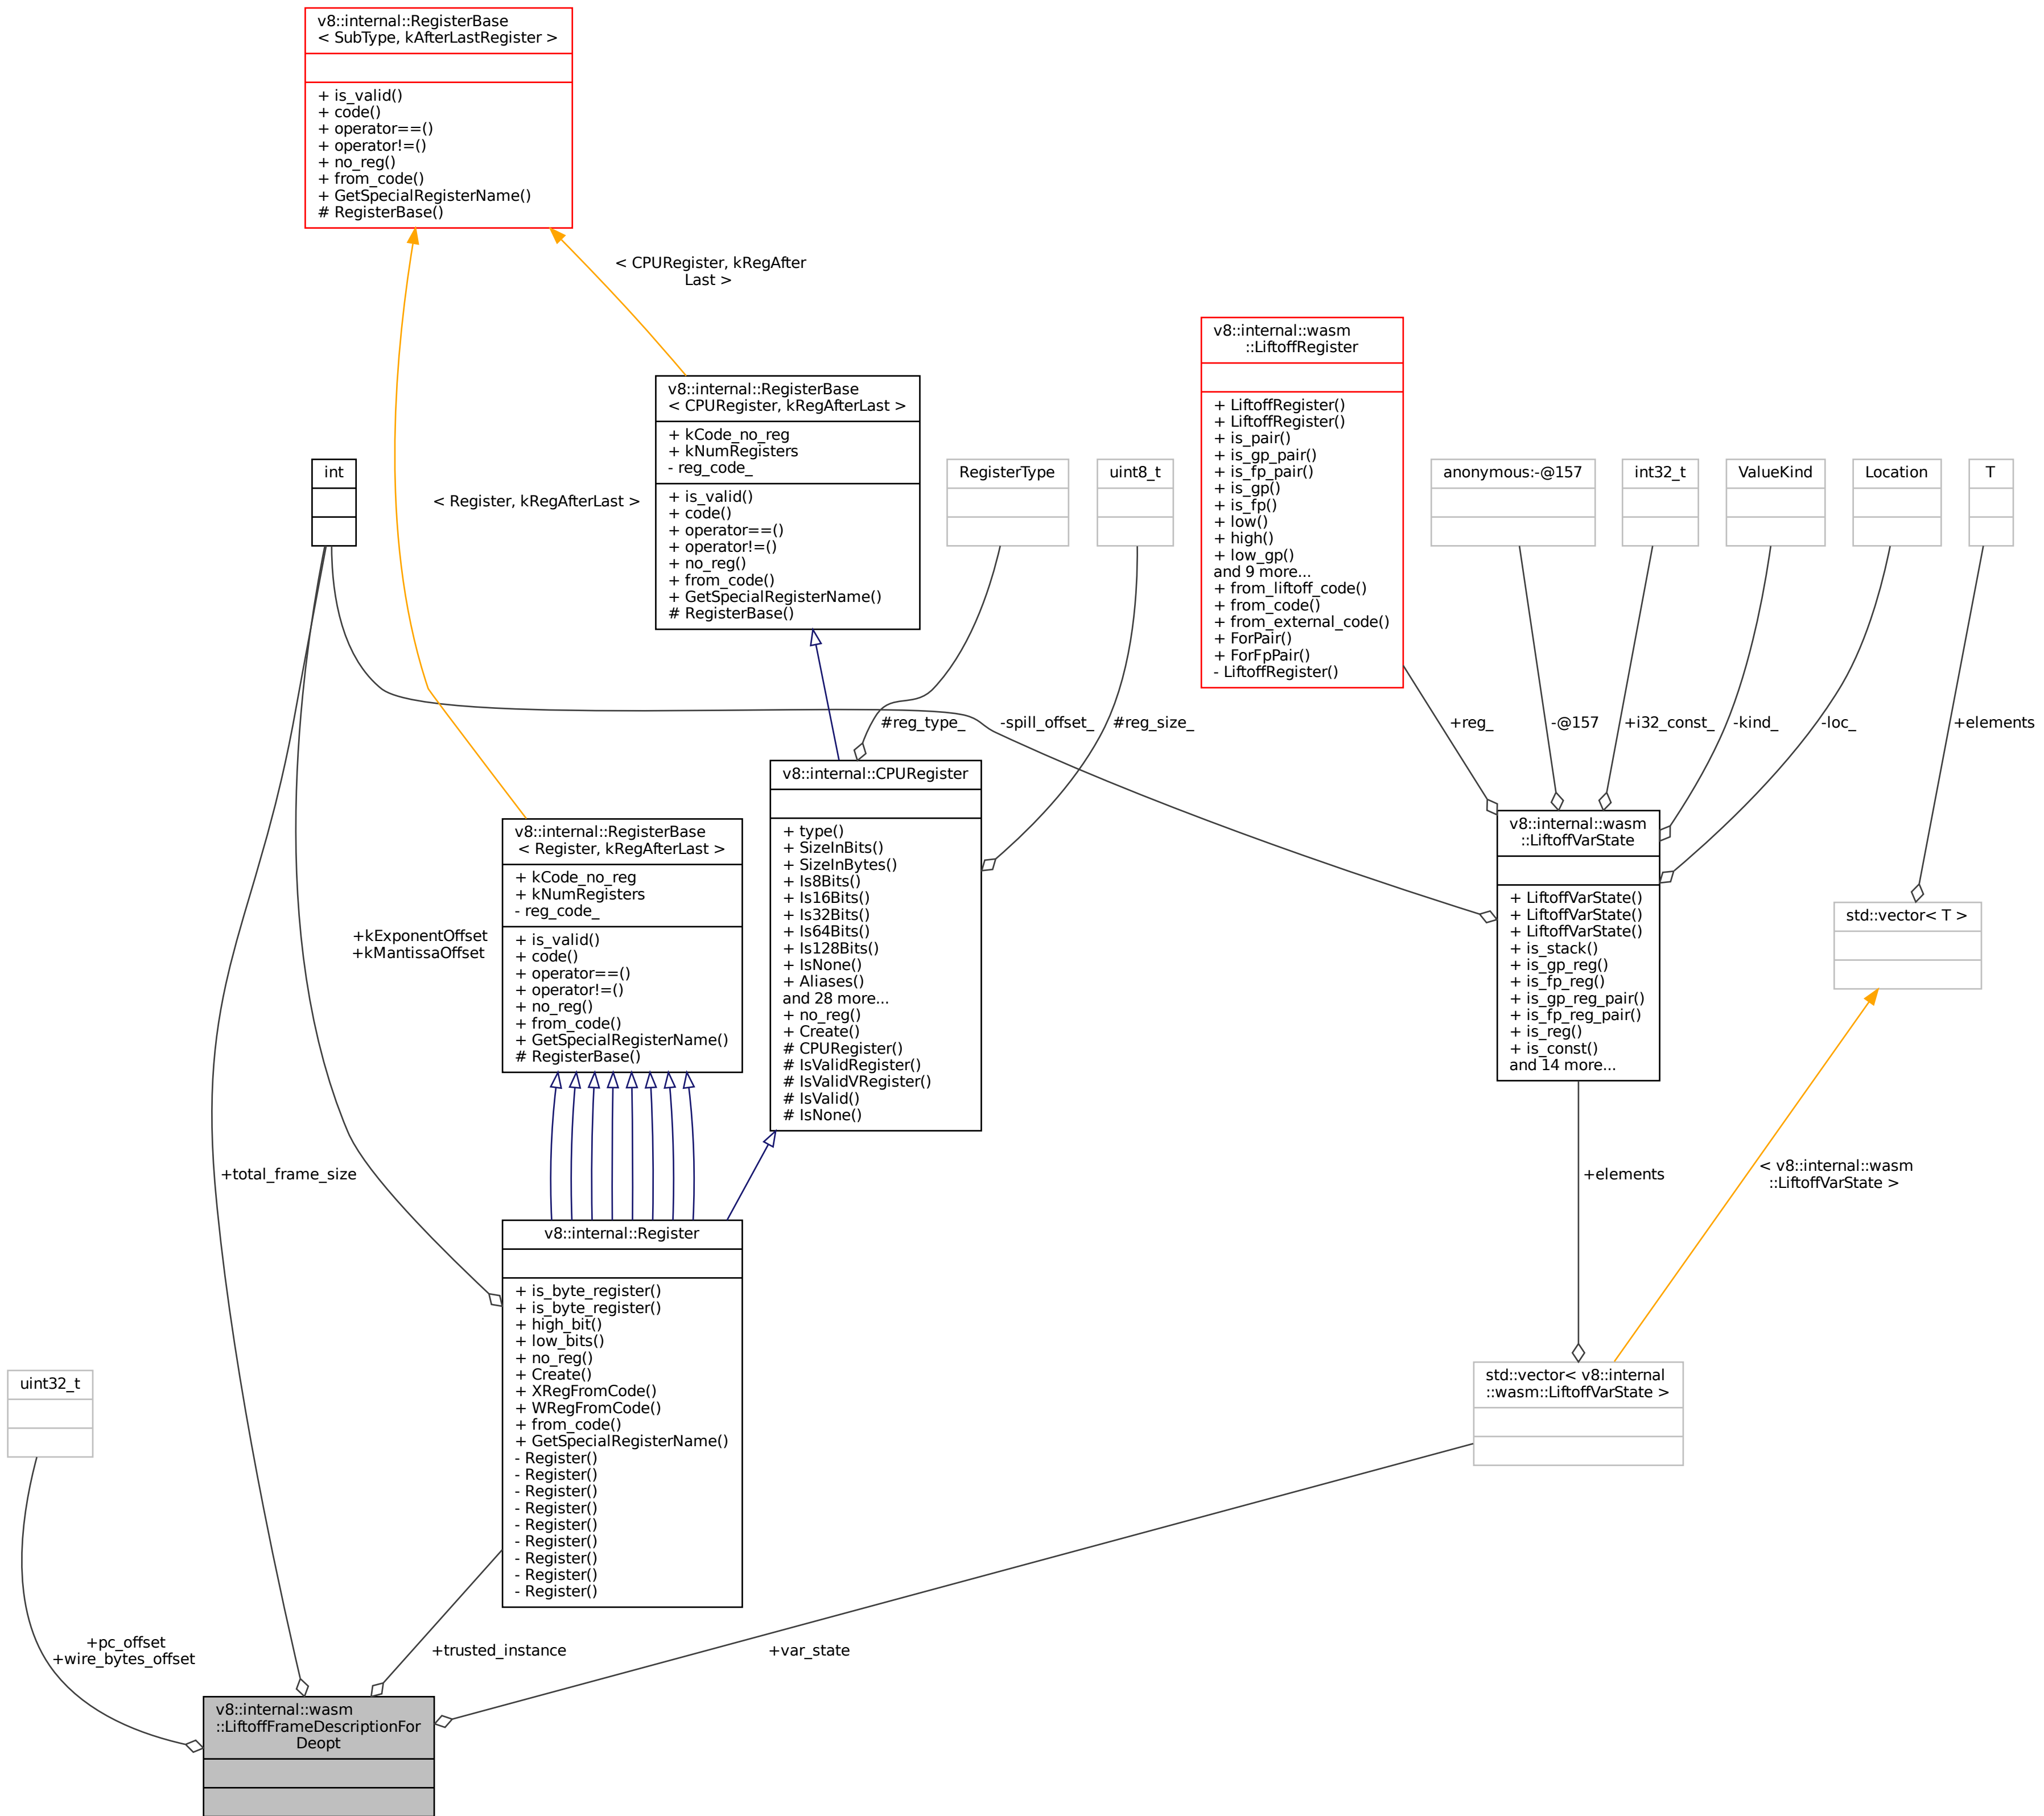 v8::internal::RegisterBase
< SubType, kAfterLastRegister >
+ is_valid()
+ code()
+ operator==()
+ operator!=()
+ no_reg()
+ from_code()
+ GetSpecialRegisterName()
# RegisterBase()
< CPURegister, kRegAfter
Last >
< Register, kRegAfterLast >
v8::internal::RegisterBase
< CPURegister, kRegAfterLast >
+ kCode_no_reg
+ kNumRegisters
- reg_code_
+ is_valid()
+ code()
+ operator==()
+ operator!=()
+ no_reg()
+ from_code()
+ GetSpecialRegisterName()
# RegisterBase()
v8::internal::wasm
::LiftoffRegister
+ LiftoffRegister()
+ LiftoffRegister()
+ is_pair()
+ is_gp_pair()
+ is_fp_pair()
+ is_gp()
+ is_fp()
+ low()
+ high()
+ low_gp()
and 9 more...
+ from_liftoff_code()
+ from_code()
+ from_external_code()
+ ForPair()
+ ForFpPair()
- LiftoffRegister()
int
RegisterType
uint8_t
anonymous:-@157
int32_t
ValueKind
Location
T
#reg_type_
-spill_offset_
#reg_size_
+reg_
-@157
+i32_const_
-kind_
-loc_
+elements
v8::internal::CPURegister
+ type()
+ SizeInBits()
+ SizeInBytes()
+ Is8Bits()
+ Is16Bits()
+ Is32Bits()
+ Is64Bits()
+ Is128Bits()
+ IsNone()
+ Aliases()
and 28 more...
+ no_reg()
+ Create()
# CPURegister()
# IsValidRegister()
# IsValidVRegister()
# IsValid()
# IsNone()
v8::internal::RegisterBase
< Register, kRegAfterLast >
+ kCode_no_reg
+ kNumRegisters
- reg_code_
+ is_valid()
+ code()
+ operator==()
+ operator!=()
+ no_reg()
+ from_code()
+ GetSpecialRegisterName()
# RegisterBase()
+kExponentOffset
+kMantissaOffset
v8::internal::wasm
::LiftoffVarState
+ LiftoffVarState()
+ LiftoffVarState()
+ LiftoffVarState()
+ is_stack()
+ is_gp_reg()
+ is_fp_reg()
+ is_gp_reg_pair()
+ is_fp_reg_pair()
+ is_reg()
+ is_const()
and 14 more...
std::vector< T >
+total_frame_size
+elements
< v8::internal::wasm
::LiftoffVarState >
v8::internal::Register
+ is_byte_register()
+ is_byte_register()
+ high_bit()
+ low_bits()
+ no_reg()
+ Create()
+ XRegFromCode()
+ WRegFromCode()
+ from_code()
+ GetSpecialRegisterName()
- Register()
- Register()
- Register()
- Register()
- Register()
- Register()
- Register()
- Register()
- Register()
uint32_t
std::vector< v8::internal
::wasm::LiftoffVarState >
+pc_offset
+wire_bytes_offset
+trusted_instance
+var_state
v8::internal::wasm
::LiftoffFrameDescriptionFor
Deopt